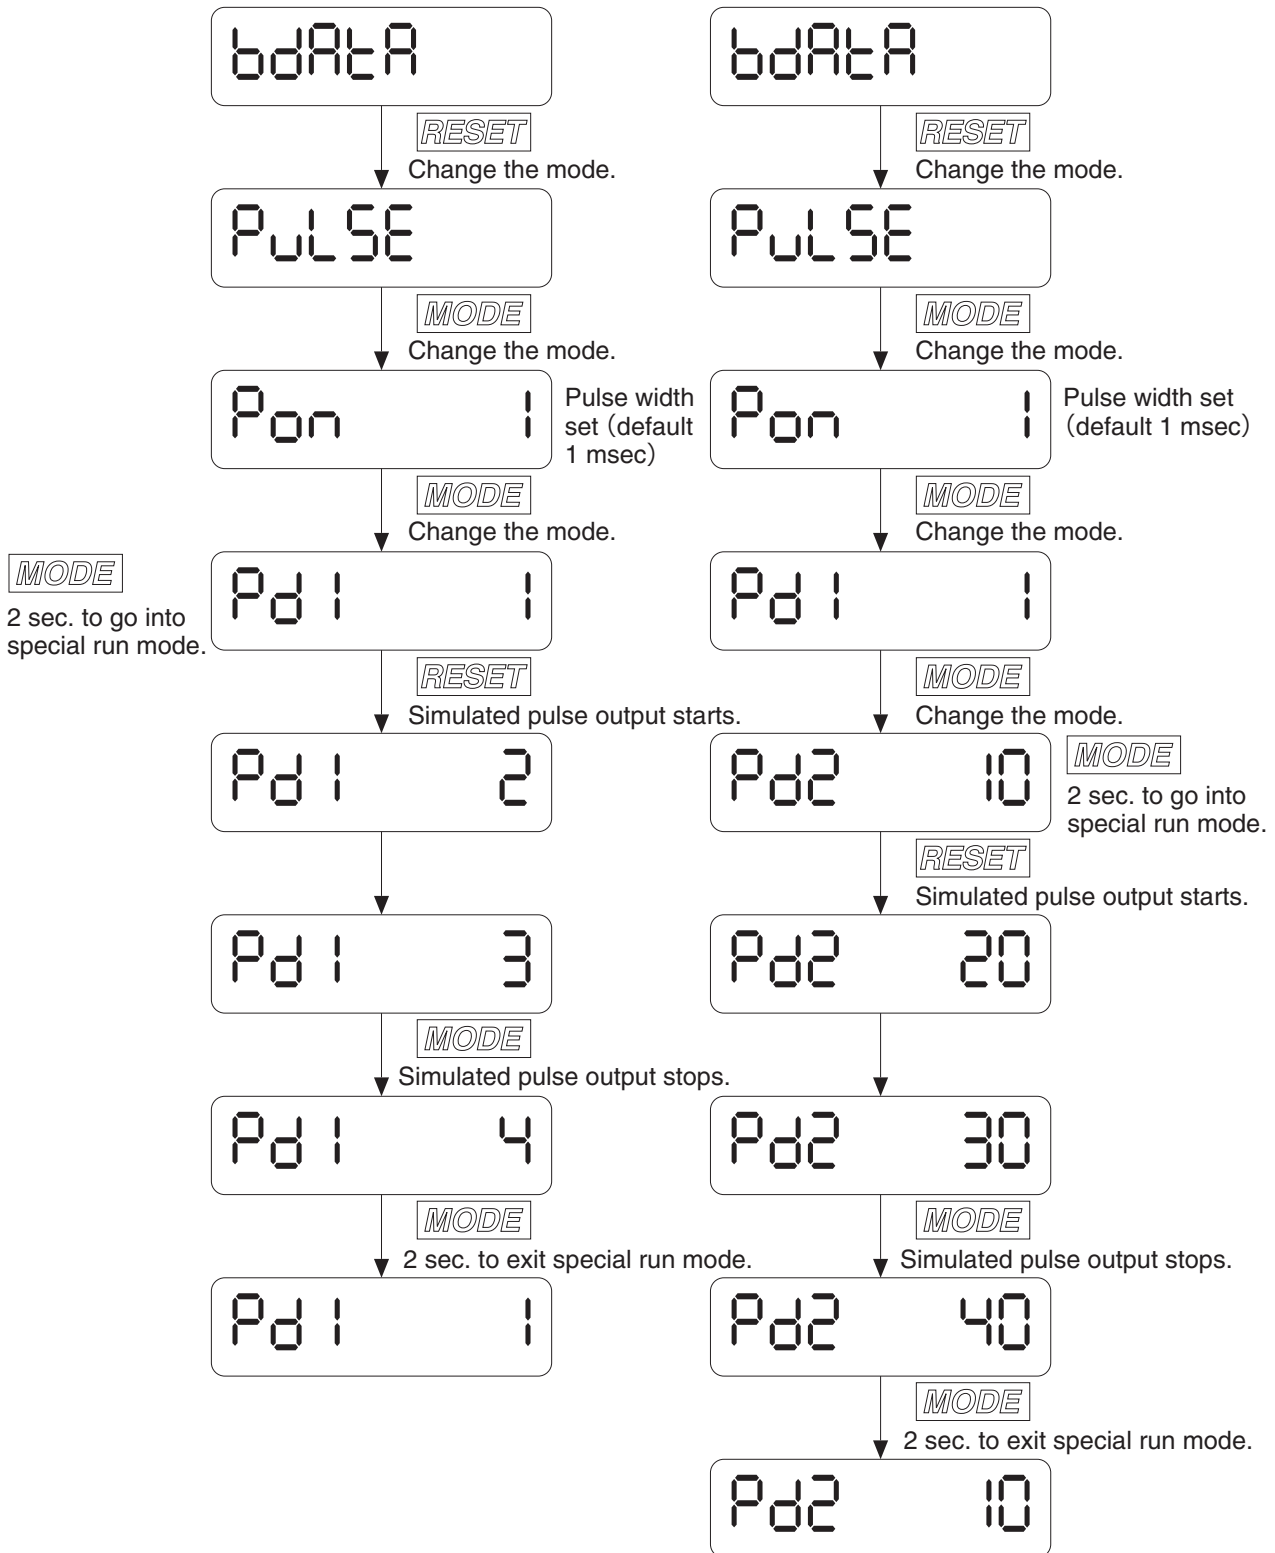 bdAtA
RESET
Change the mode.
PuLSE
MODE
Change the mode.
Pon 1
Pulse width
set (default
1 msec)
MODE
Change the mode.
MODE
2 sec. to go into
special run mode.
Pd1 1
RESET
Simulated pulse output starts.
Pd1 2
Pd1 3
MODE
Simulated pulse output stops.
Pd1 4
MODE
2 sec. to exit special run mode.
Pd1 1
bdAtA
RESET
Change the mode.
PuLSE
MODE
Change the mode.
Pon 1
Pulse width set
(default 1 msec)
MODE
Change the mode.
Pd1 1
MODE
Change the mode.
Pd2 10
MODE
2 sec. to go into
special run mode.
RESET
Simulated pulse output starts.
Pd2 20
Pd2 30
MODE
Simulated pulse output stops.
Pd2 40
MODE
2 sec. to exit special run mode.
Pd2 10